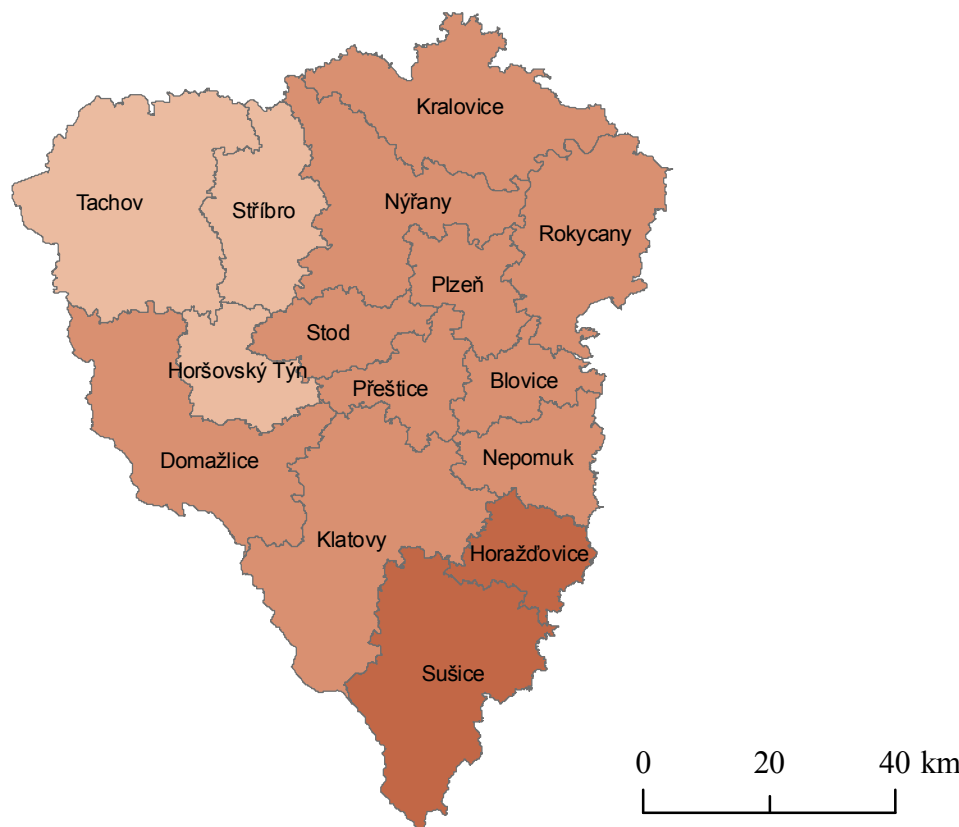 Kralovice
Tachov
Stříbro
Nýřany
Rokycany
Plzeň
Stod
Horšovský Týn
Přeštice
Blovice
Domažlice
Nepomuk
Klatovy
Horažďovice
Sušice
0 20 40 km